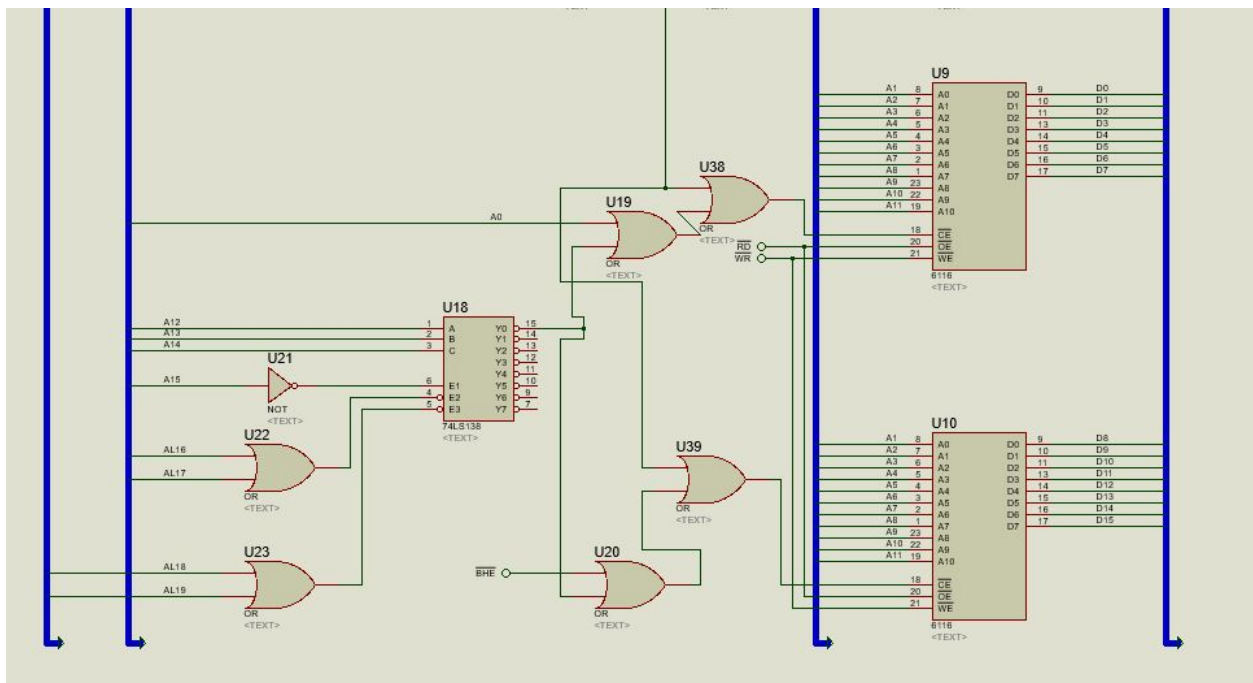 U9
A1 8 A0 D0 9 D0
A2 7 A1 D1 10 D1
A3 6 A2 D2 11 D2
A4 5 A3 D3 13 D3
A5 4 A4 D4 14 D4
A6 3 A5 D5 15 D5
A7 2 A6 D6 16 D6
A8 1 A7 D7 17 D7
A9 23 A8
A10 22 A9
A11 19 A10
18 CE
20 OE
21 WE
6116
<TEXT>
U38
OR
<TEXT>
U19
A0
OR
<TEXT>
RD
WR
U18
A12 1 A Y0 15
A13 2 B Y1 14
A14 3 C Y2 13
Y3 12
Y4 11
A15 6 E1 Y5 10
4 E2 Y6 9
5 E3 Y7 7
74LS138
<TEXT>
U21
NOT
<TEXT>
U22
AL16
AL17
OR
<TEXT>
U23
AL18
AL19
OR
<TEXT>
U39
OR
<TEXT>
U20
BHE
OR
<TEXT>
U10
A1 8 A0 D0 9 D8
A2 7 A1 D1 10 D9
A3 6 A2 D2 11 D10
A4 5 A3 D3 13 D11
A5 4 A4 D4 14 D12
A6 3 A5 D5 15 D13
A7 2 A6 D6 16 D14
A8 1 A7 D7 17 D15
A9 23 A8
A10 22 A9
A11 19 A10
18 CE
20 OE
21 WE
6116
<TEXT>